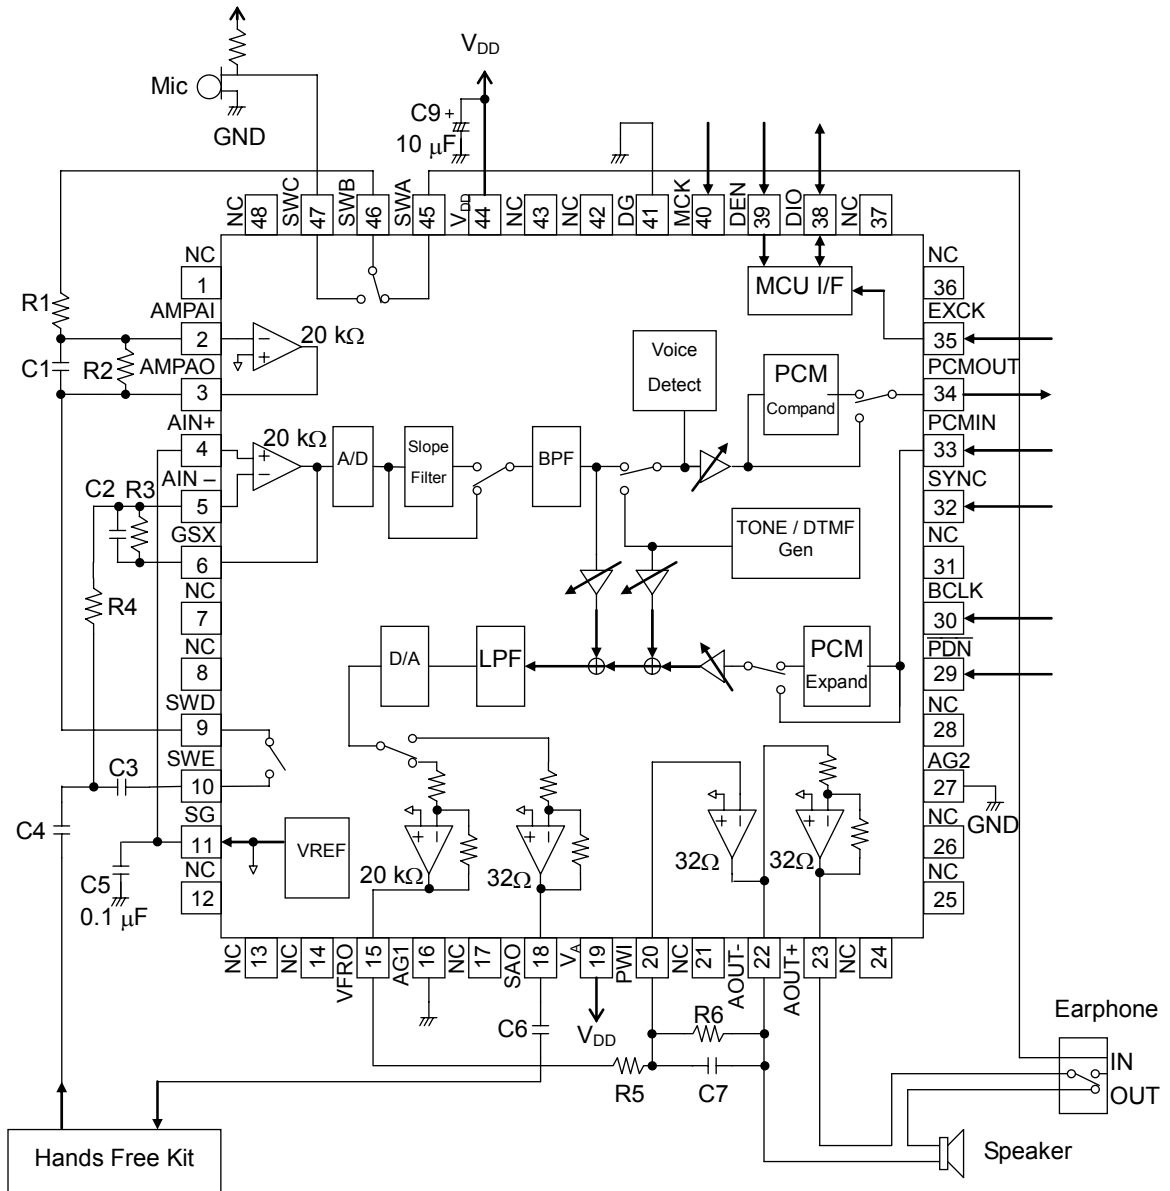 Mic
GND
V_DD
C9 +
10 µF
NC 48
SWC 47
SWB 46
SWA 45
V_DD 44
NC 43
NC 42
DG 41
MCK 40
DEN 39
DIO 38
NC 37
NC
1
AMPAI
2
AMPAO
3
AIN+
4
AIN –
5
GSX
6
NC
7
NC
8
SWD
9
SWE
10
SG
11
NC
12
R1
C1
R2
C2
R3
R4
C3
C4
C5
0.1 µF
20 kΩ
20 kΩ
A/D
Slope
Filter
BPF
Voice
Detect
PCM
Compand
MCU I/F
TONE / DTMF
Gen
D/A
LPF
PCM
Expand
VREF
20 kΩ
32Ω
32Ω
32Ω
NC
36
EXCK
35
PCMOUT
34
PCMIN
33
SYNC
32
NC
31
BCLK
30
PDN
29
NC
28
AG2
27
GND
NC
26
NC
25
NC 13
NC 14
VFRO 15
AG1 16
NC 17
SAO 18
V_A 19
PWI 20
NC 21
AOUT- 22
AOUT+ 23
NC 24
C6
V_DD
R6
R5
C7
Earphone
IN
OUT
Speaker
Hands Free Kit